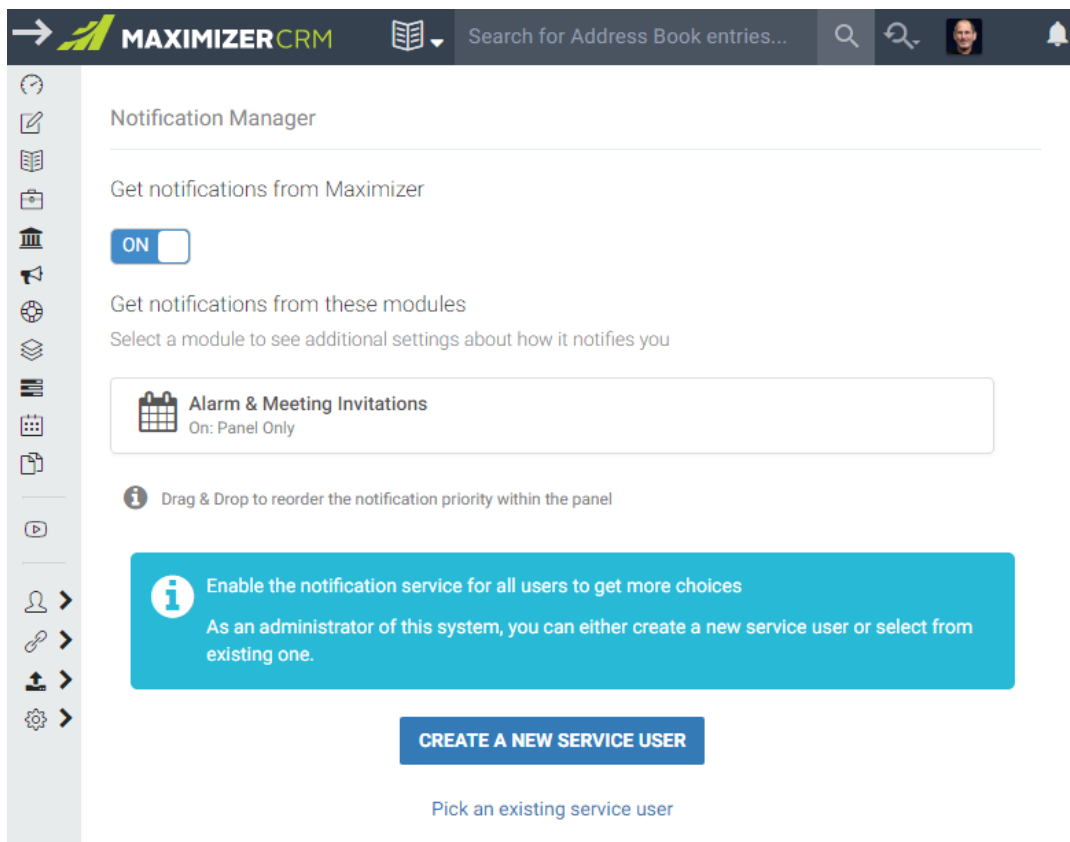 MAXIMIZERCRM
Search for Address Book entries...
Notification Manager
Get notifications from Maximizer
ON
Get notifications from these modules
Select a module to see additional settings about how it notifies you
Alarm & Meeting Invitations
On: Panel Only
Drag & Drop to reorder the notification priority within the panel
Enable the notification service for all users to get more choices
As an administrator of this system, you can either create a new service user or select from
existing one.
CREATE A NEW SERVICE USER
Pick an existing service user